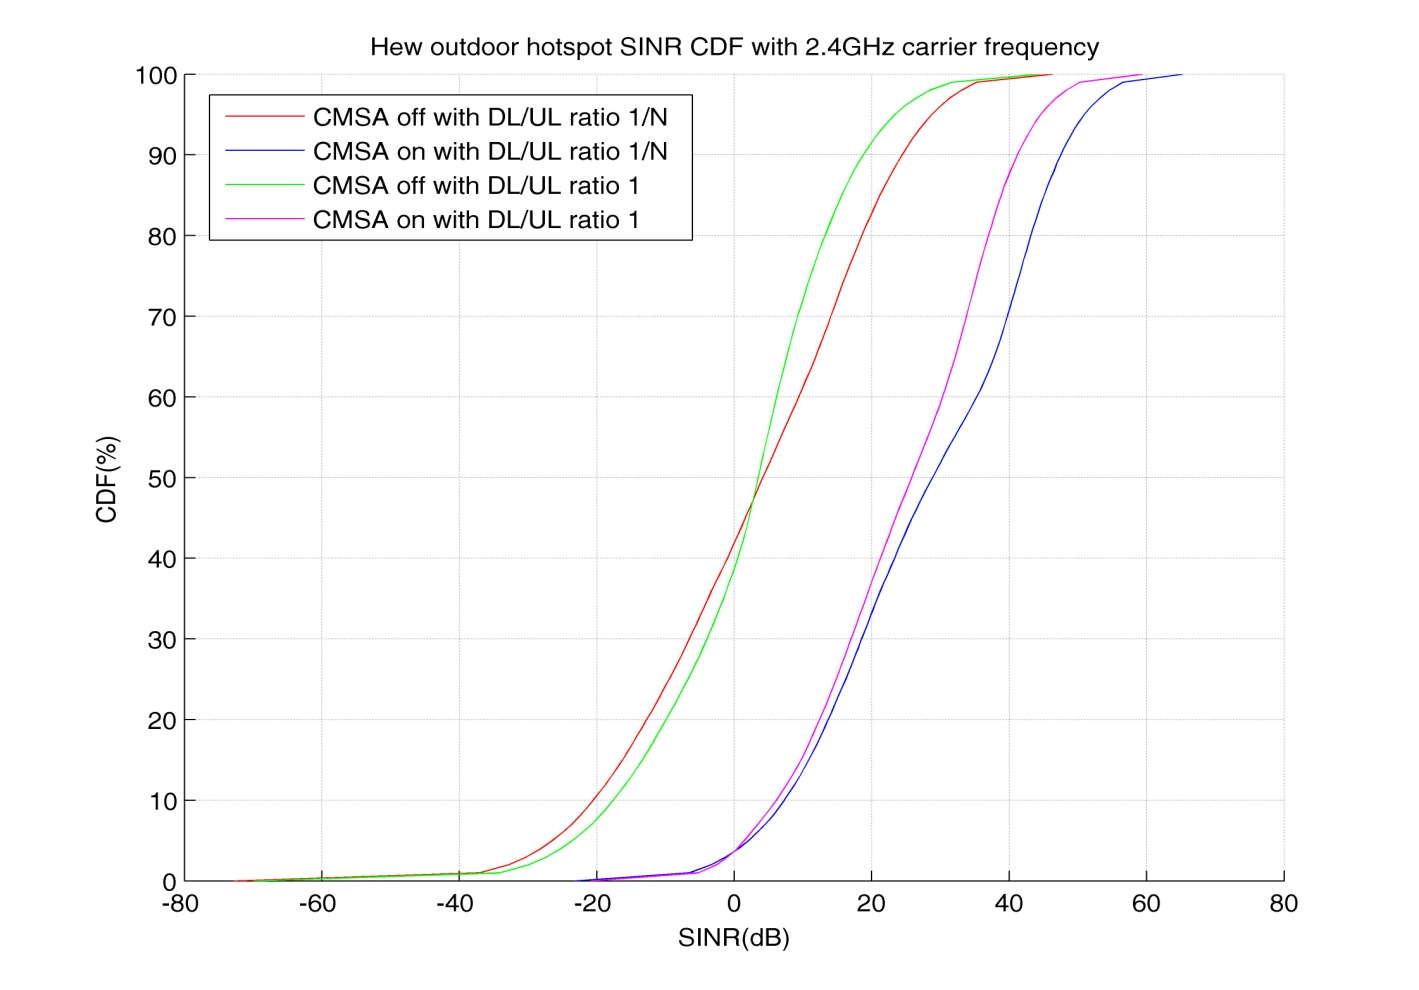 Hew outdoor hotspot SINR CDF with 2.4GHz carrier frequency
100
90
80
70
60
50
40
30
20
10
0
CMSA off with DL/UL ratio 1/N
CMSA on with DL/UL ratio 1/N
CMSA off with DL/UL ratio 1
CMSA on with DL/UL ratio 1
CDF(%)
-80 -60 -40 -20 0 20 40 60 80
SINR(dB)